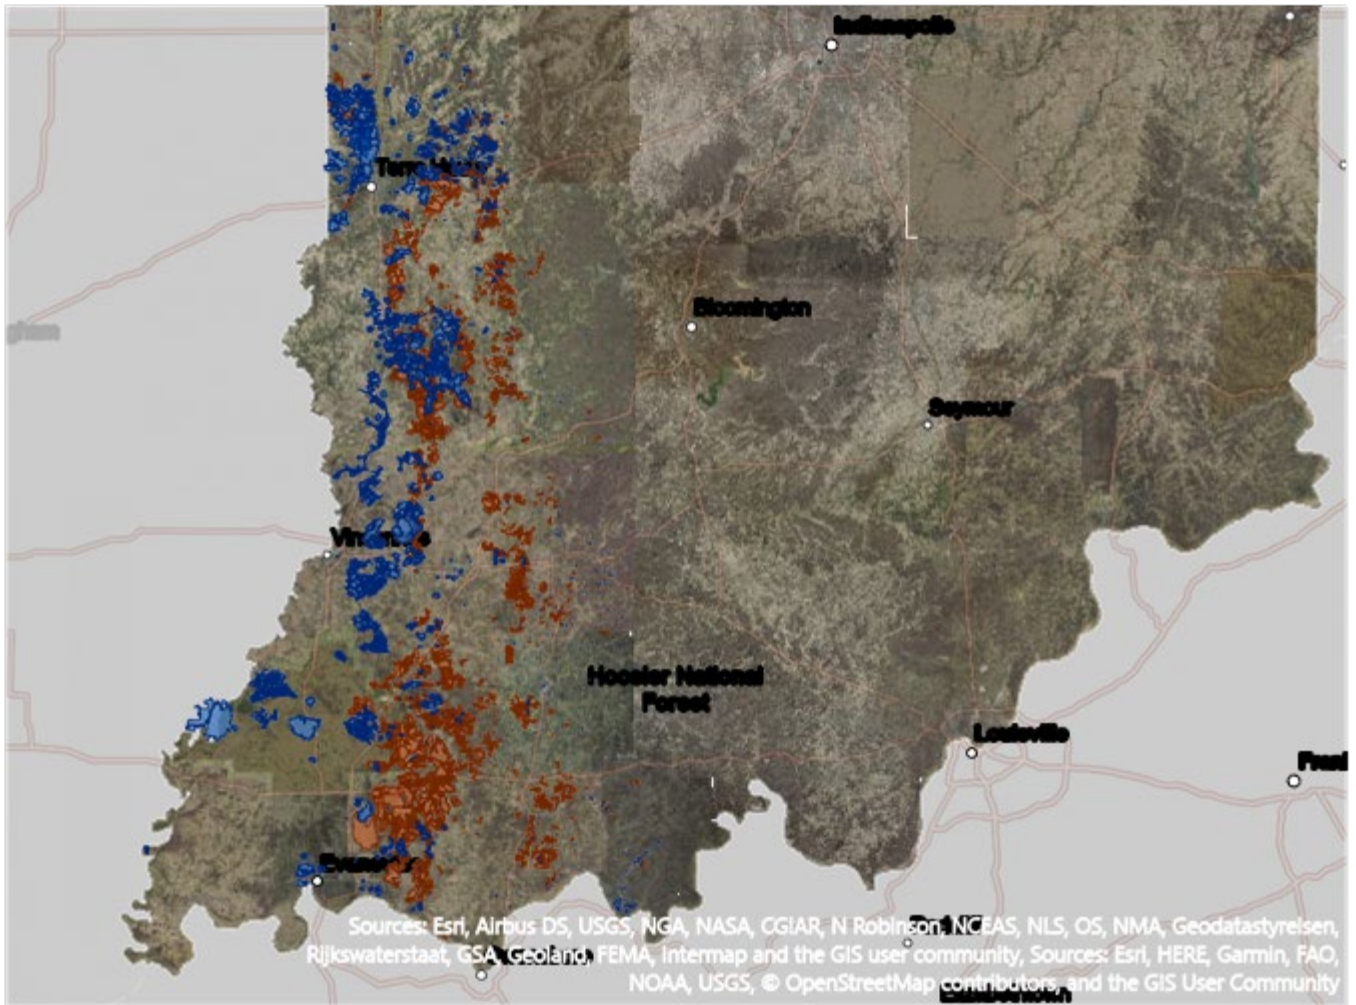 Indianapolis
Bloomington
Seymour
gham
Hoosier National
Forest
Louisville
Sources: Esri, Airbus DS, USGS, NGA, NASA, CGIAR, N Robinson, NCEAS, NLS, OS, NMA, Geodatastyrelsen,
Rijkswaterstaat, GSA, Geoland, FEMA, Intermap and the GIS user community, Sources: Esri, HERE, Garmin, FAO,
NOAA, USGS, © OpenStreetMap contributors, and the GIS User Community